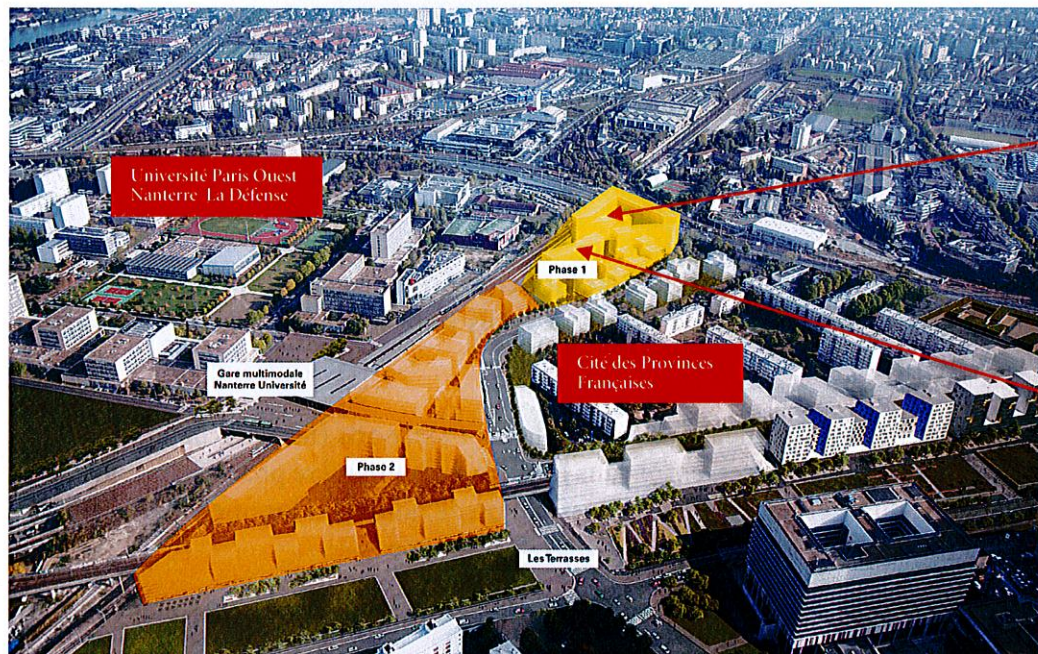 Université Paris Ouest
Nanterre La Défense
Phase 1
Cité des Provinces
Françaises
Gare multimodale
Nanterre Université
Phase 2
Les Terrasses